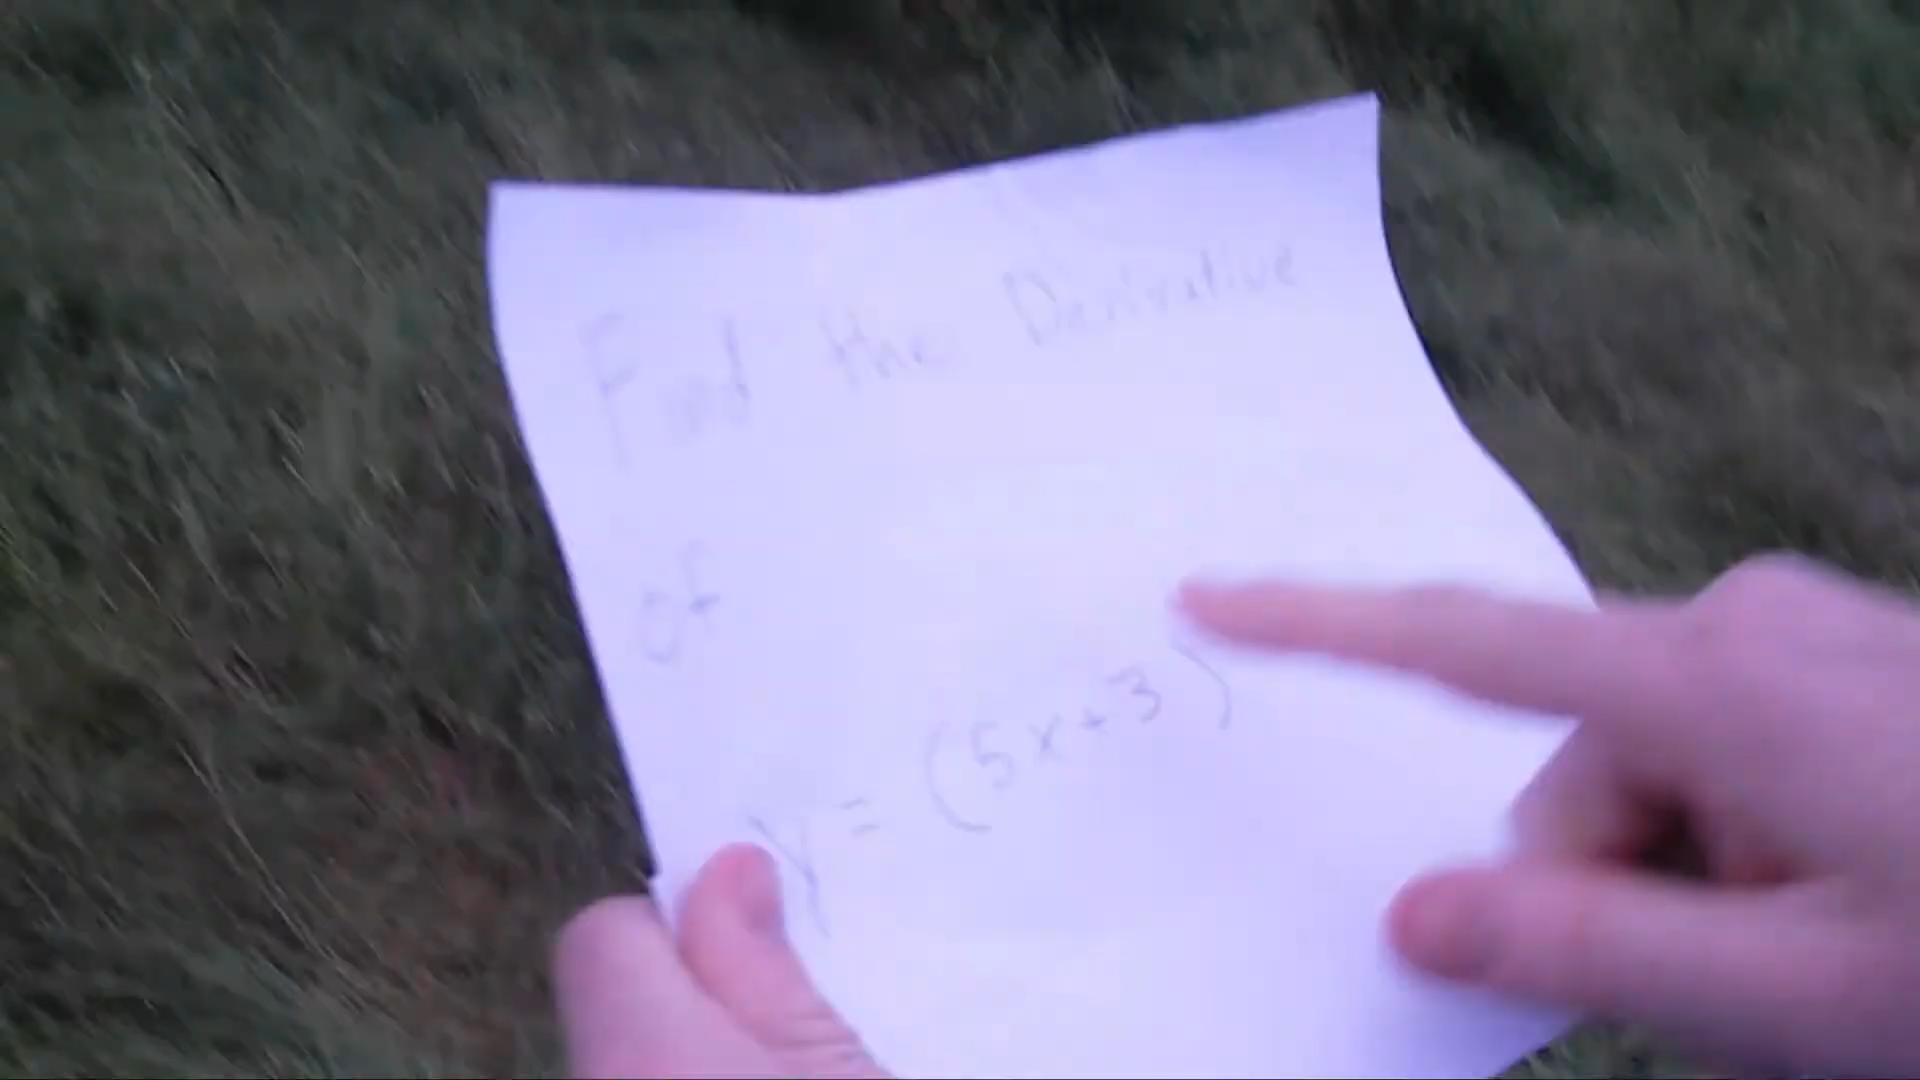 Find the Derivative
of
y = (5x+3)